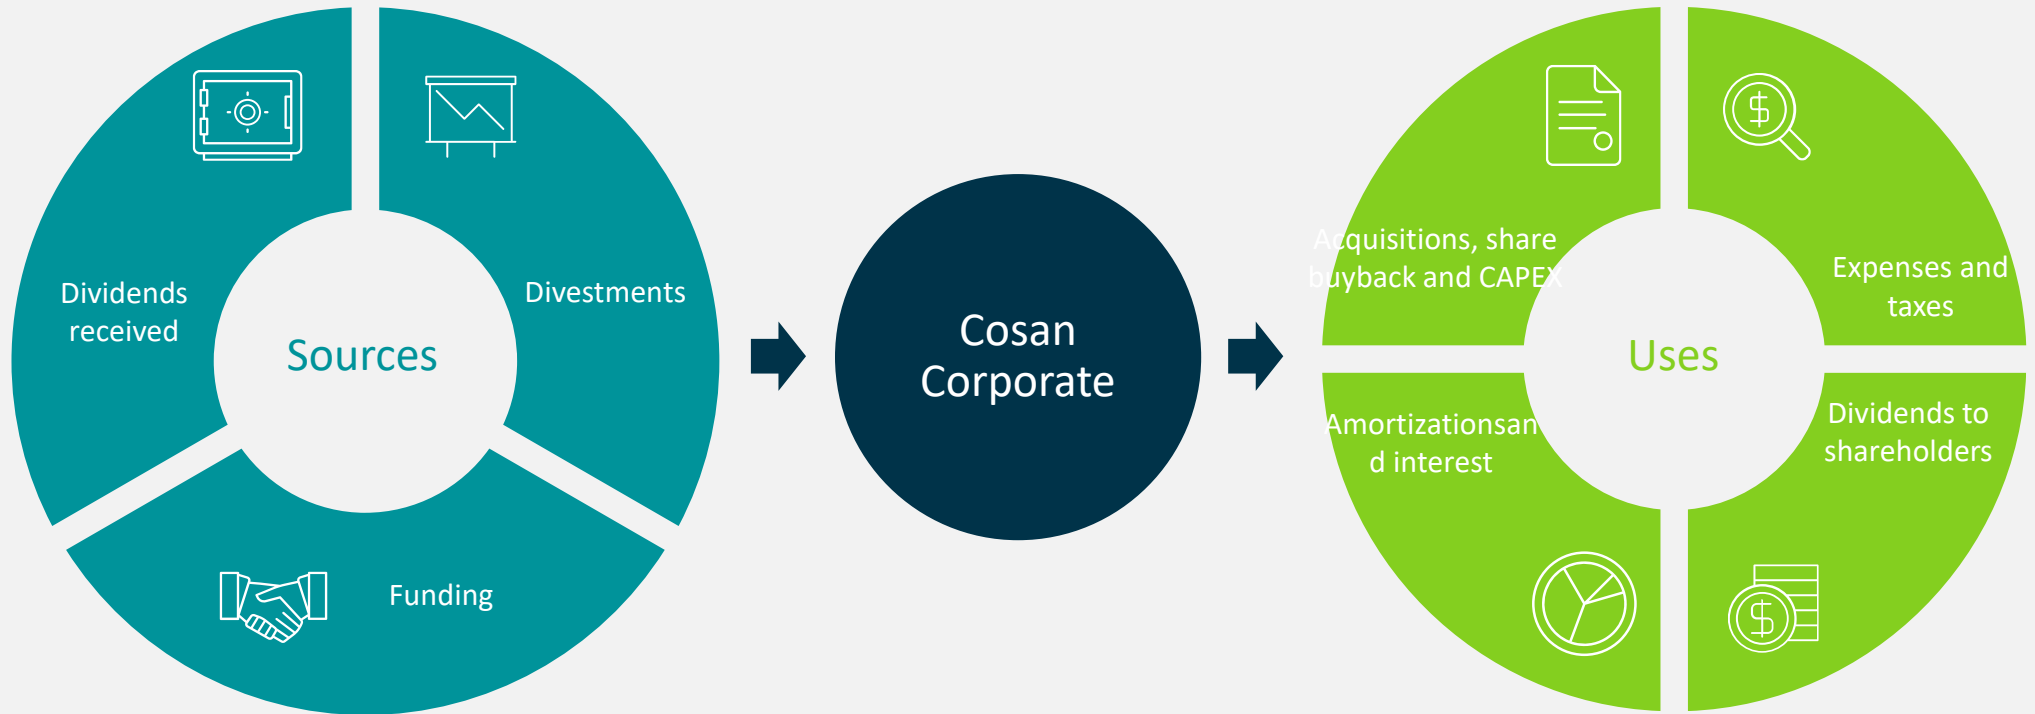 Dividends
received
Sources
Divestments
Funding
Cosan
Corporate
Acquisitions, share
buyback and CAPEX
Expenses and
taxes
Uses
Amortizationsan
d interest
Dividends to
shareholders